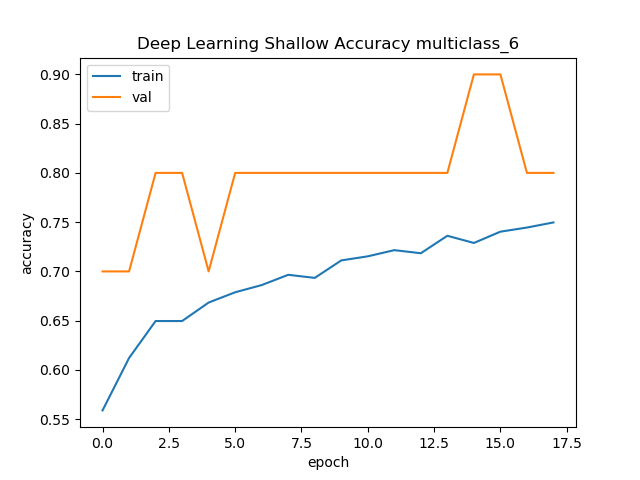 Deep Learning Shallow Accuracy multiclass_6
train
val
accuracy
0.90
0.85
0.80
0.75
0.70
0.65
0.60
0.55
0.0 2.5 5.0 7.5 10.0 12.5 15.0 17.5
epoch